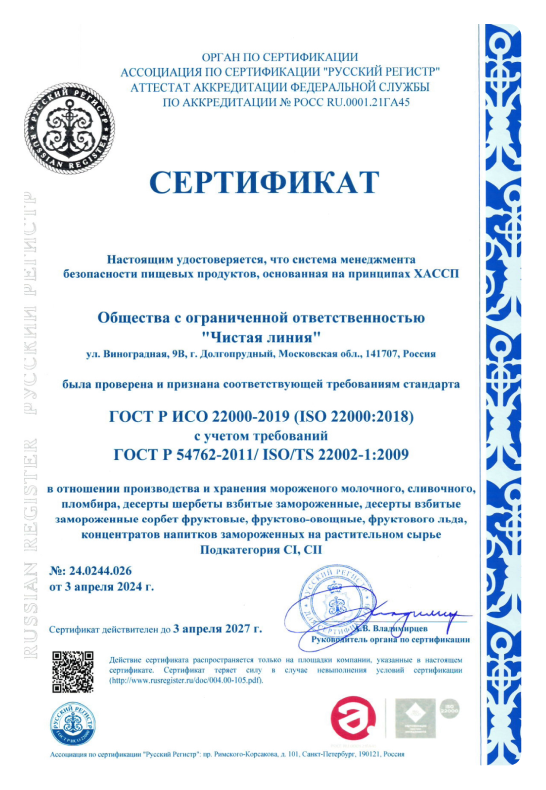 ОРГАН ПО СЕРТИФИКАЦИИ
АССОЦИАЦИЯ ПО СЕРТИФИКАЦИИ "РУССКИЙ РЕГИСТР"
АТТЕСТАТ АККРЕДИТАЦИИ ФЕДЕРАЛЬНОЙ СЛУЖБЫ
ПО АККРЕДИТАЦИИ № РОСС RU.0001.21ГА45
РУССКИЙ РЕГИСТР
RUSSIAN REGISTER
СЕРТИФИКАТ
RUSSIAN REGISTER РУССКИЙ РЕГИСТР
Настоящим удостоверяется, что система менеджмента
безопасности пищевых продуктов, основанная на принципах ХАССП
Общества с ограниченной ответственностью
"Чистая линия"
ул. Виноградная, 9В, г. Долгопрудный, Московская обл., 141707, Россия
была проверена и признана соответствующей требованиям стандарта
ГОСТ Р ИСО 22000-2019 (ISO 22000:2018)
с учетом требований
ГОСТ Р 54762-2011/ ISO/TS 22002-1:2009
в отношении производства и хранения мороженого молочного, сливочного,
пломбира, десерты шербеты взбитые замороженные, десерты взбитые
замороженные сорбет фруктовые, фруктово-овощные, фруктового льда,
концентратов напитков замороженных на растительном сырье
Подкатегория CI, CII
№: 24.0244.026
от 3 апреля 2024 г.
Сертификат действителен до 3 апреля 2027 г.
РУССКИЙ РЕГИСТР
ДЛЯ СЕРТИФИКАТОВ
А.В. Владимирцев
Руководитель органа по сертификации
Действие сертификата распространяется только на площадки компании, указанные в настоящем
сертификате. Сертификат теряет силу в случае невыполнения условий сертификации
(http://www.rusregister.ru/doc/004.00-105.pdf).
РУССКИЙ РЕГИСТР
Ассоциация по сертификации "Русский Регистр": пр. Римского-Корсакова, д. 101, Санкт-Петербург, 190121, Россия